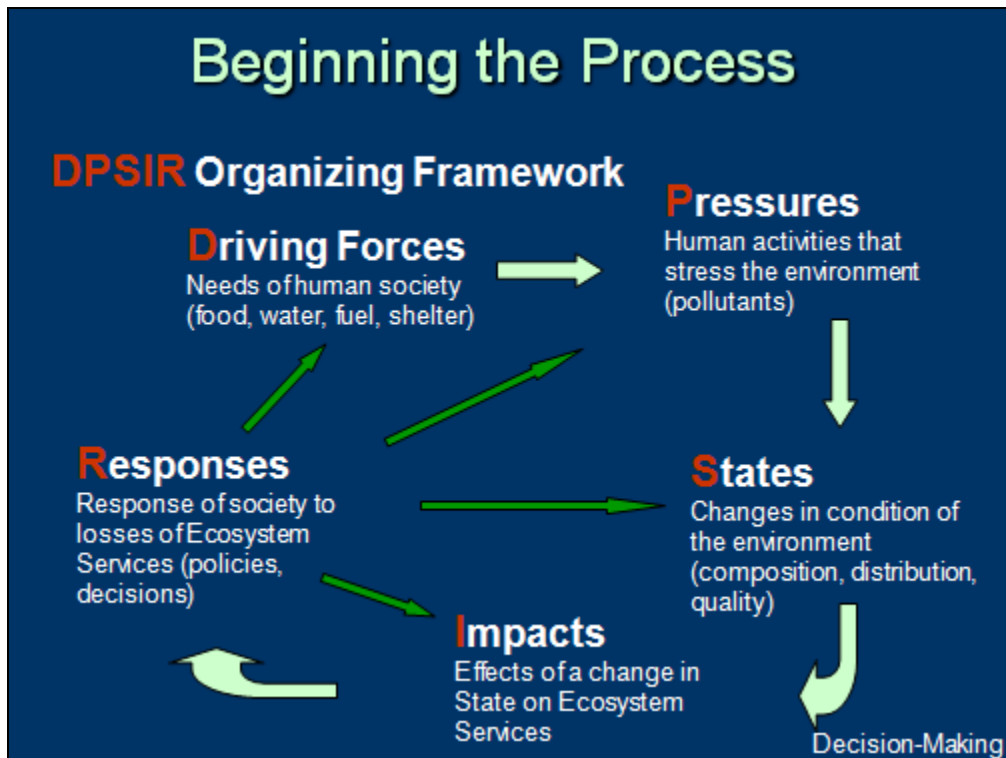 Beginning the Process
DPSIR Organizing Framework
Driving Forces
Needs of human society
(food, water, fuel, shelter)
Pressures
Human activities that
stress the environment
(pollutants)
Responses
Response of society to
losses of Ecosystem
Services (policies,
decisions)
States
Changes in condition of
the environment
(composition, distribution,
quality)
Impacts
Effects of a change in
State on Ecosystem
Services
Decision-Making